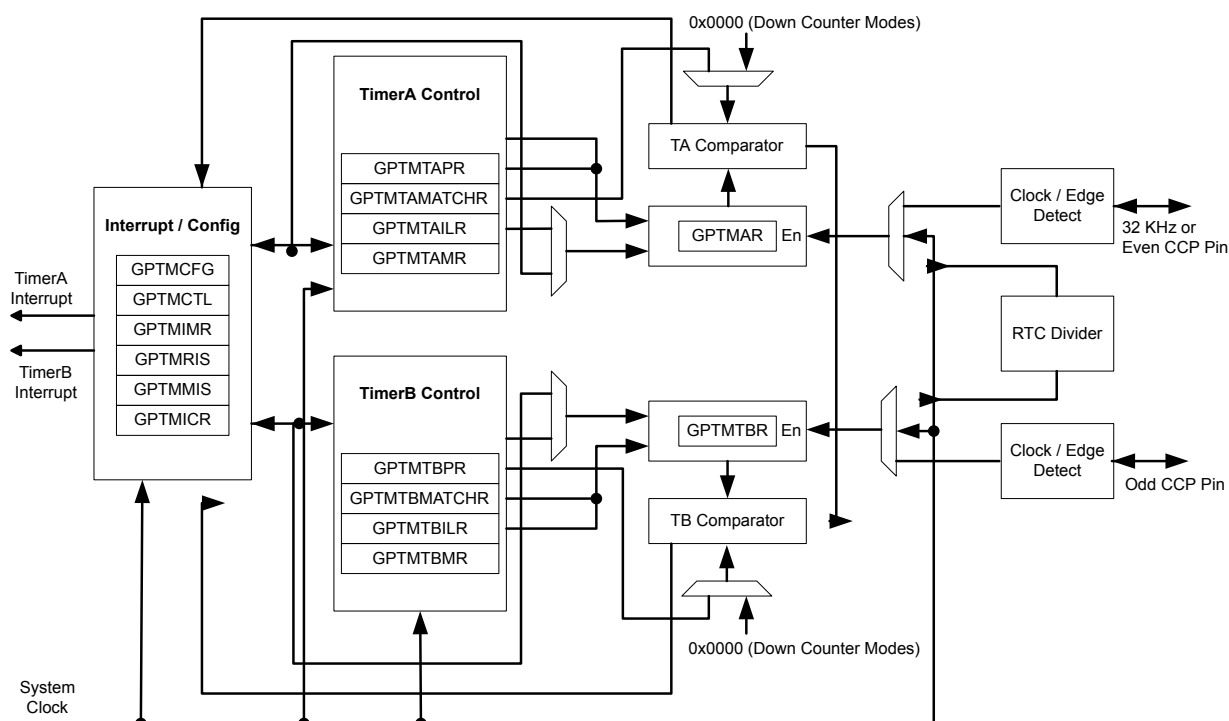 0x0000 (Down Counter Modes)
TimerA Control
GPTMTAPR
GPTMTAMATCHR
GPTMTAILR
GPTMTAMR
TA Comparator
GPTMAR
En
Clock / Edge
Detect
32 KHz or
Even CCP Pin
Interrupt / Config
GPTMCFG
GPTMCTL
GPTMIMR
GPTMRIS
GPTMMIS
GPTMICR
TimerA
Interrupt
TimerB
Interrupt
RTC Divider
TimerB Control
GPTMTBPR
GPTMTBMATCHR
GPTMTBILR
GPTMTBMR
GPTMTBR
En
TB Comparator
Clock / Edge
Detect
Odd CCP Pin
0x0000 (Down Counter Modes)
System
Clock